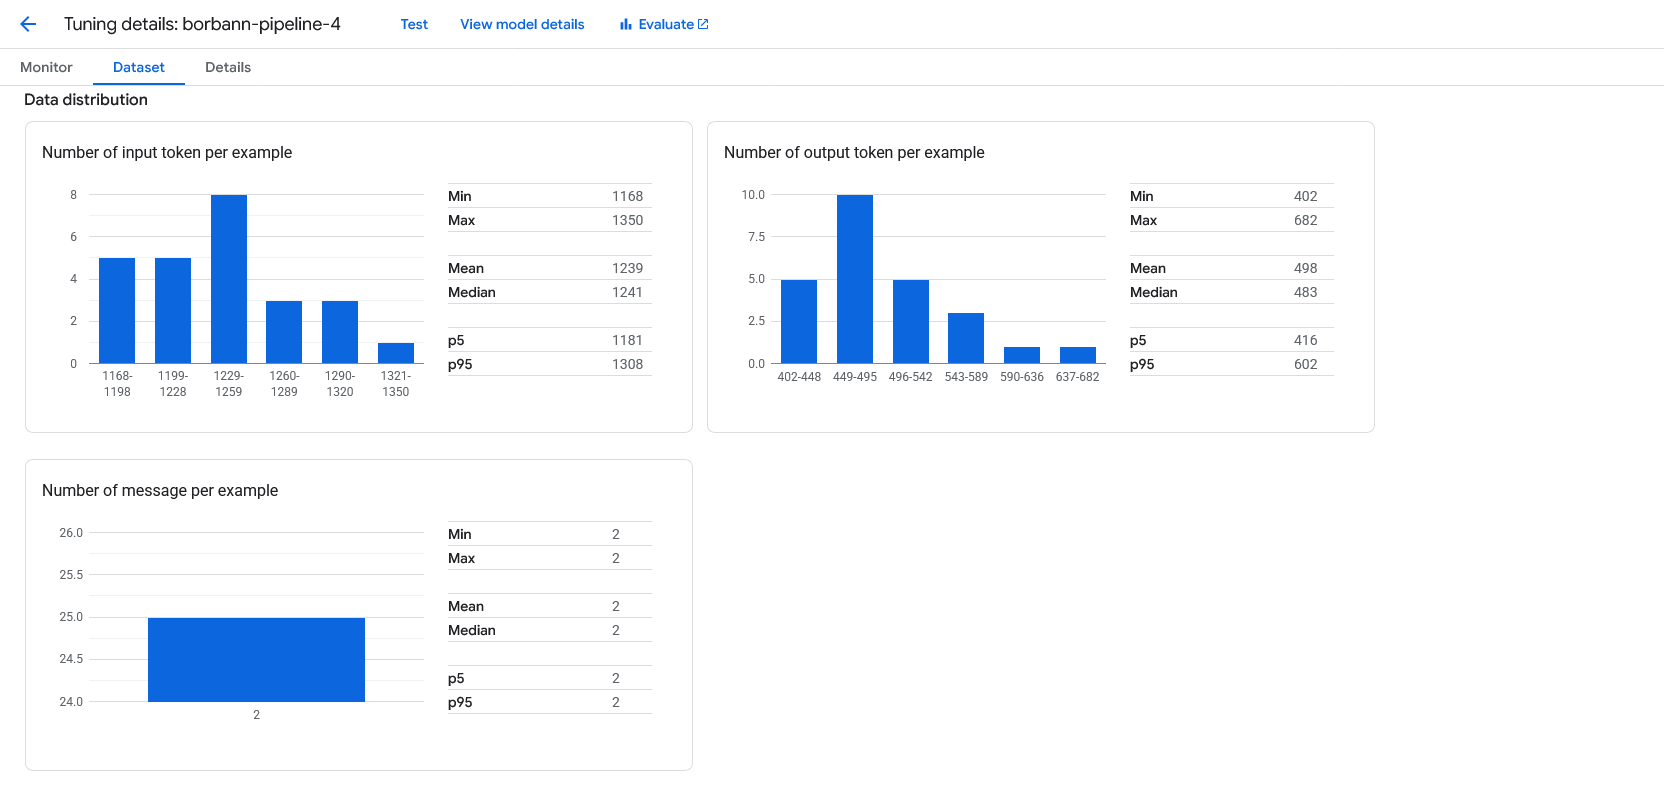 Tuning details: borbann-pipeline-4
Test
View model details
Evaluate
Monitor
Dataset
Details
Data distribution
Number of input token per example
8
6
4
2
0
1168-
1198
1199-
1228
1229-
1259
1260-
1289
1290-
1320
1321-
1350
Min 1168
Max 1350
Mean 1239
Median 1241
p5 1181
p95 1308
Number of output token per example
10.0
7.5
5.0
2.5
0.0
402-448 449-495 496-542 543-589 590-636 637-682
Min 402
Max 682
Mean 498
Median 483
p5 416
p95 602
Number of message per example
26.0
25.5
25.0
24.5
24.0
2
Min 2
Max 2
Mean 2
Median 2
p5 2
p95 2